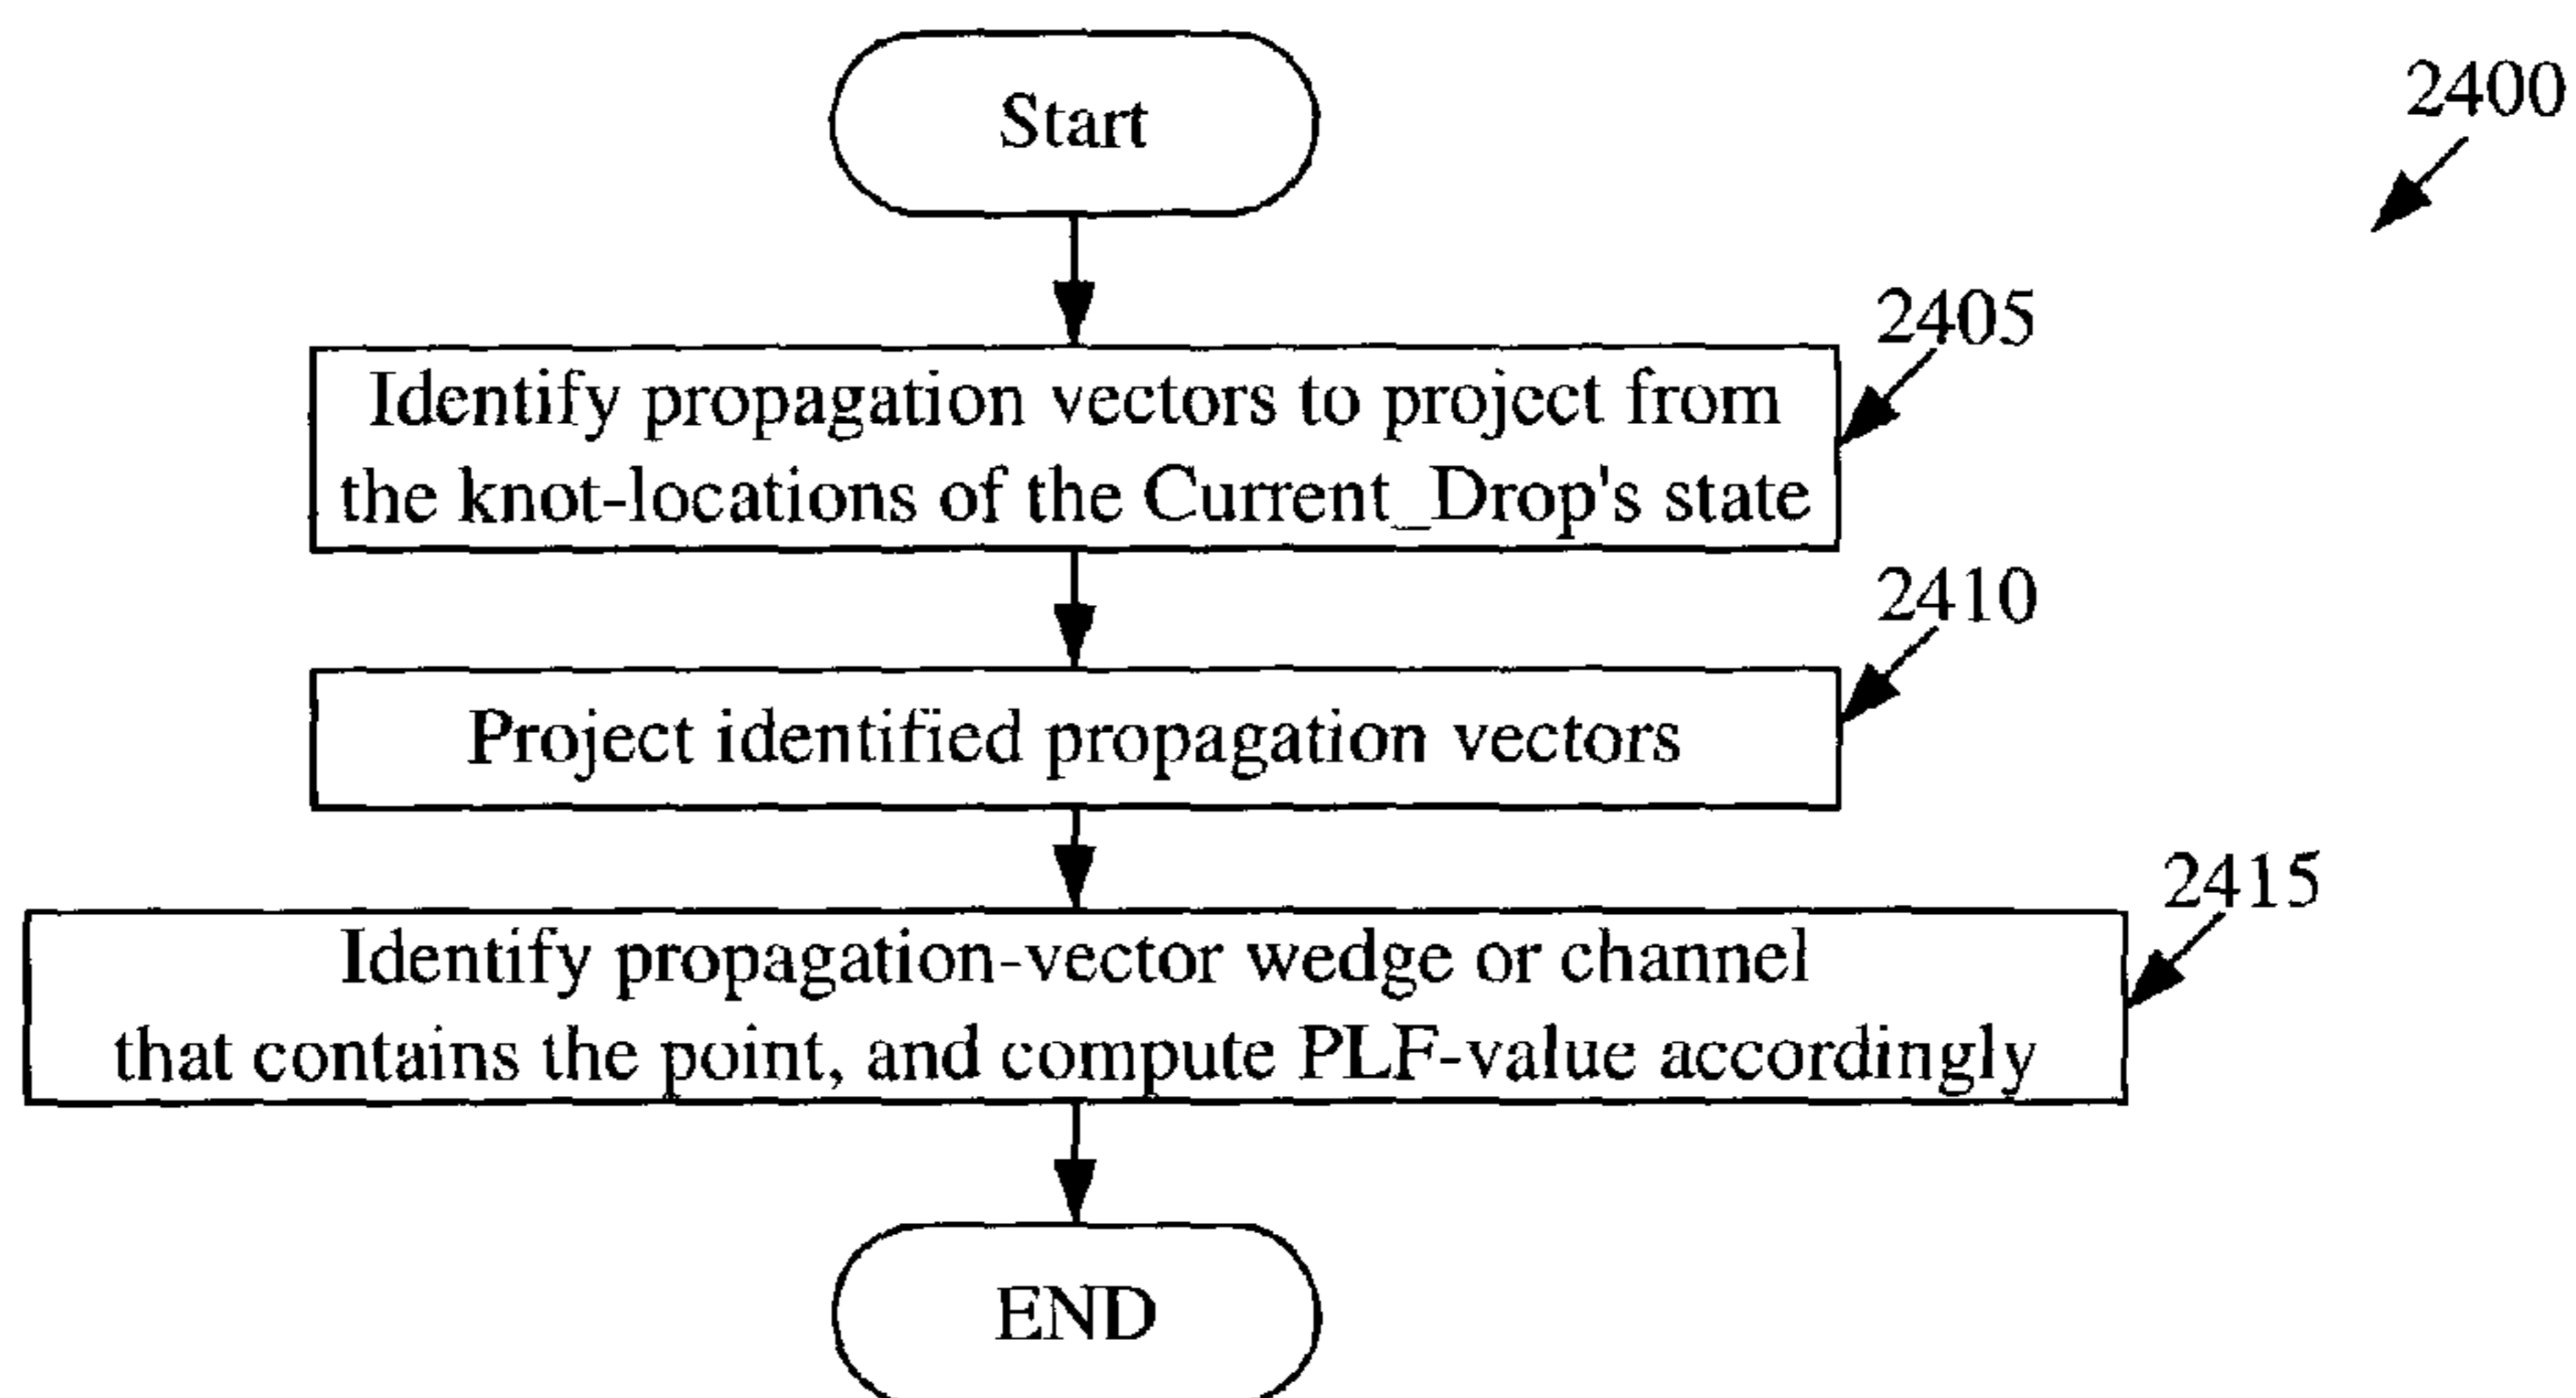 Start
2400
2405
Identify propagation vectors to project from
the knot-locations of the Current_Drop's state
2410
Project identified propagation vectors
2415
Identify propagation-vector wedge or channel
that contains the point, and compute PLF-value accordingly
END